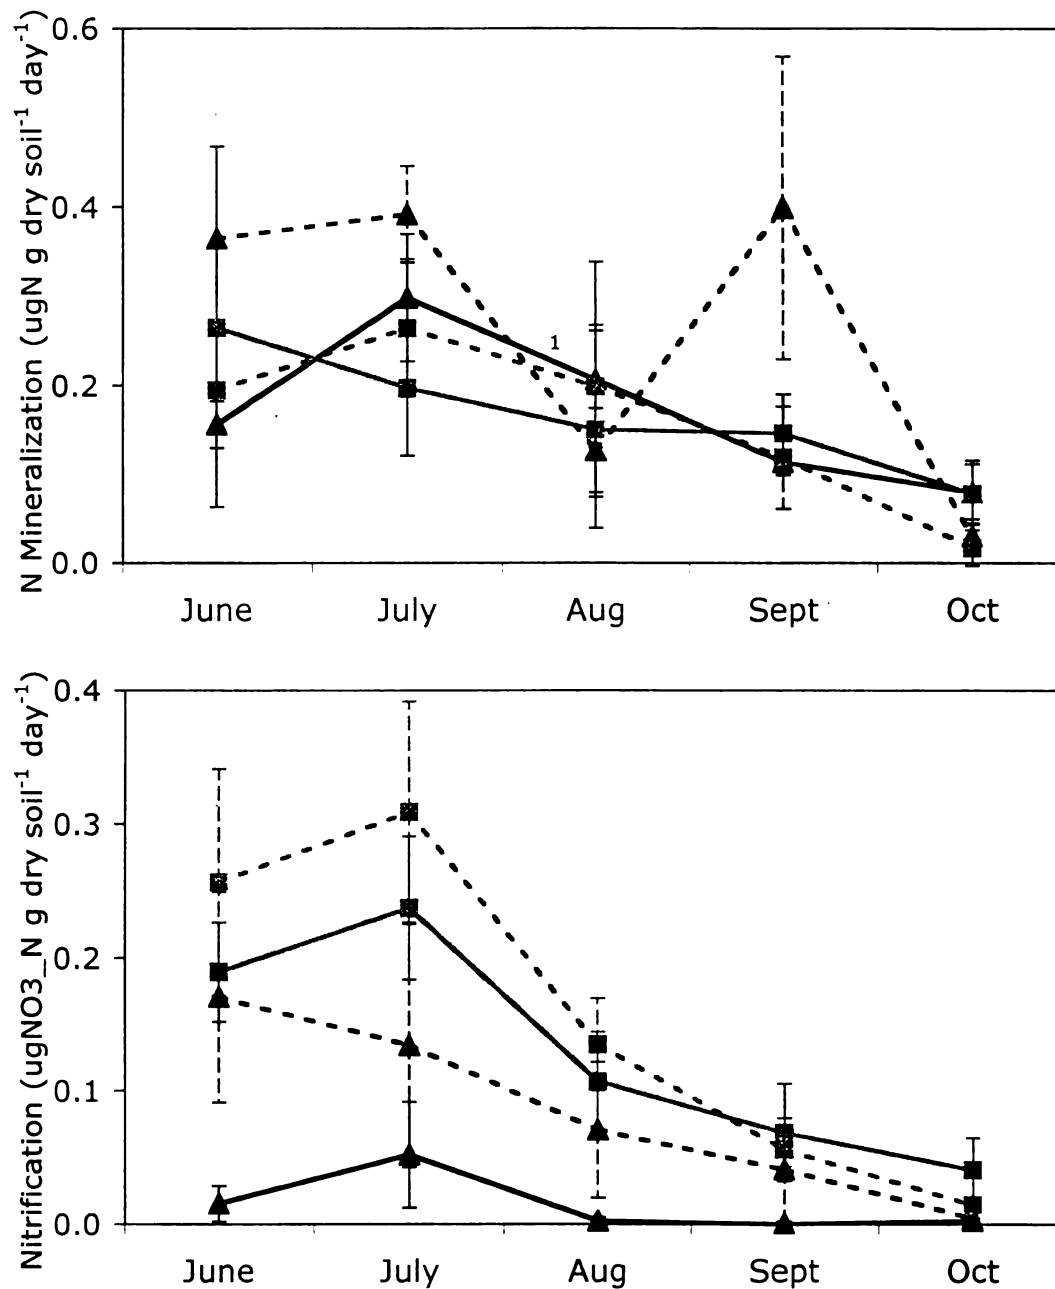 N Mineralization (ugN g dry soil-1 day-1)
0.6
0.4
0.2
0.0
1
June July Aug Sept Oct
Nitrification (ugNO3_N g dry soil-1 day-1)
0.4
0.3
0.2
0.1
0.0
June July Aug Sept Oct